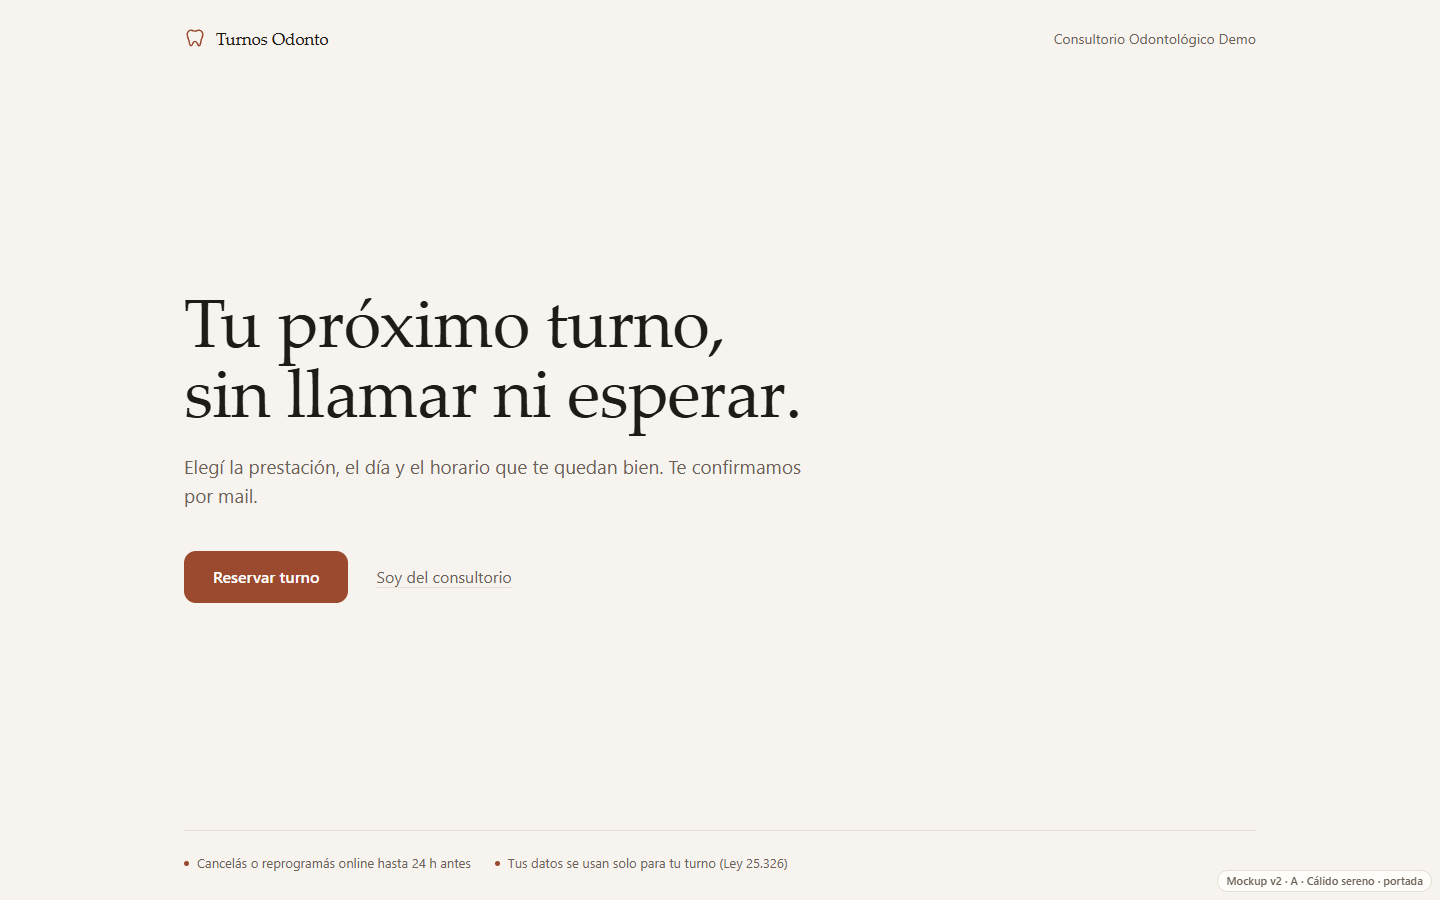 Turnos Odonto
Consultorio Odontológico Demo
Tu próximo turno,
sin llamar ni esperar.
Elegí la prestación, el día y el horario que te quedan bien. Te confirmamos
por mail.
Reservar turno
Soy del consultorio
Cancelás o reprogramás online hasta 24 h antes
Tus datos se usan solo para tu turno (Ley 25.326)
Mockup v2 · A · Cálido sereno · portada